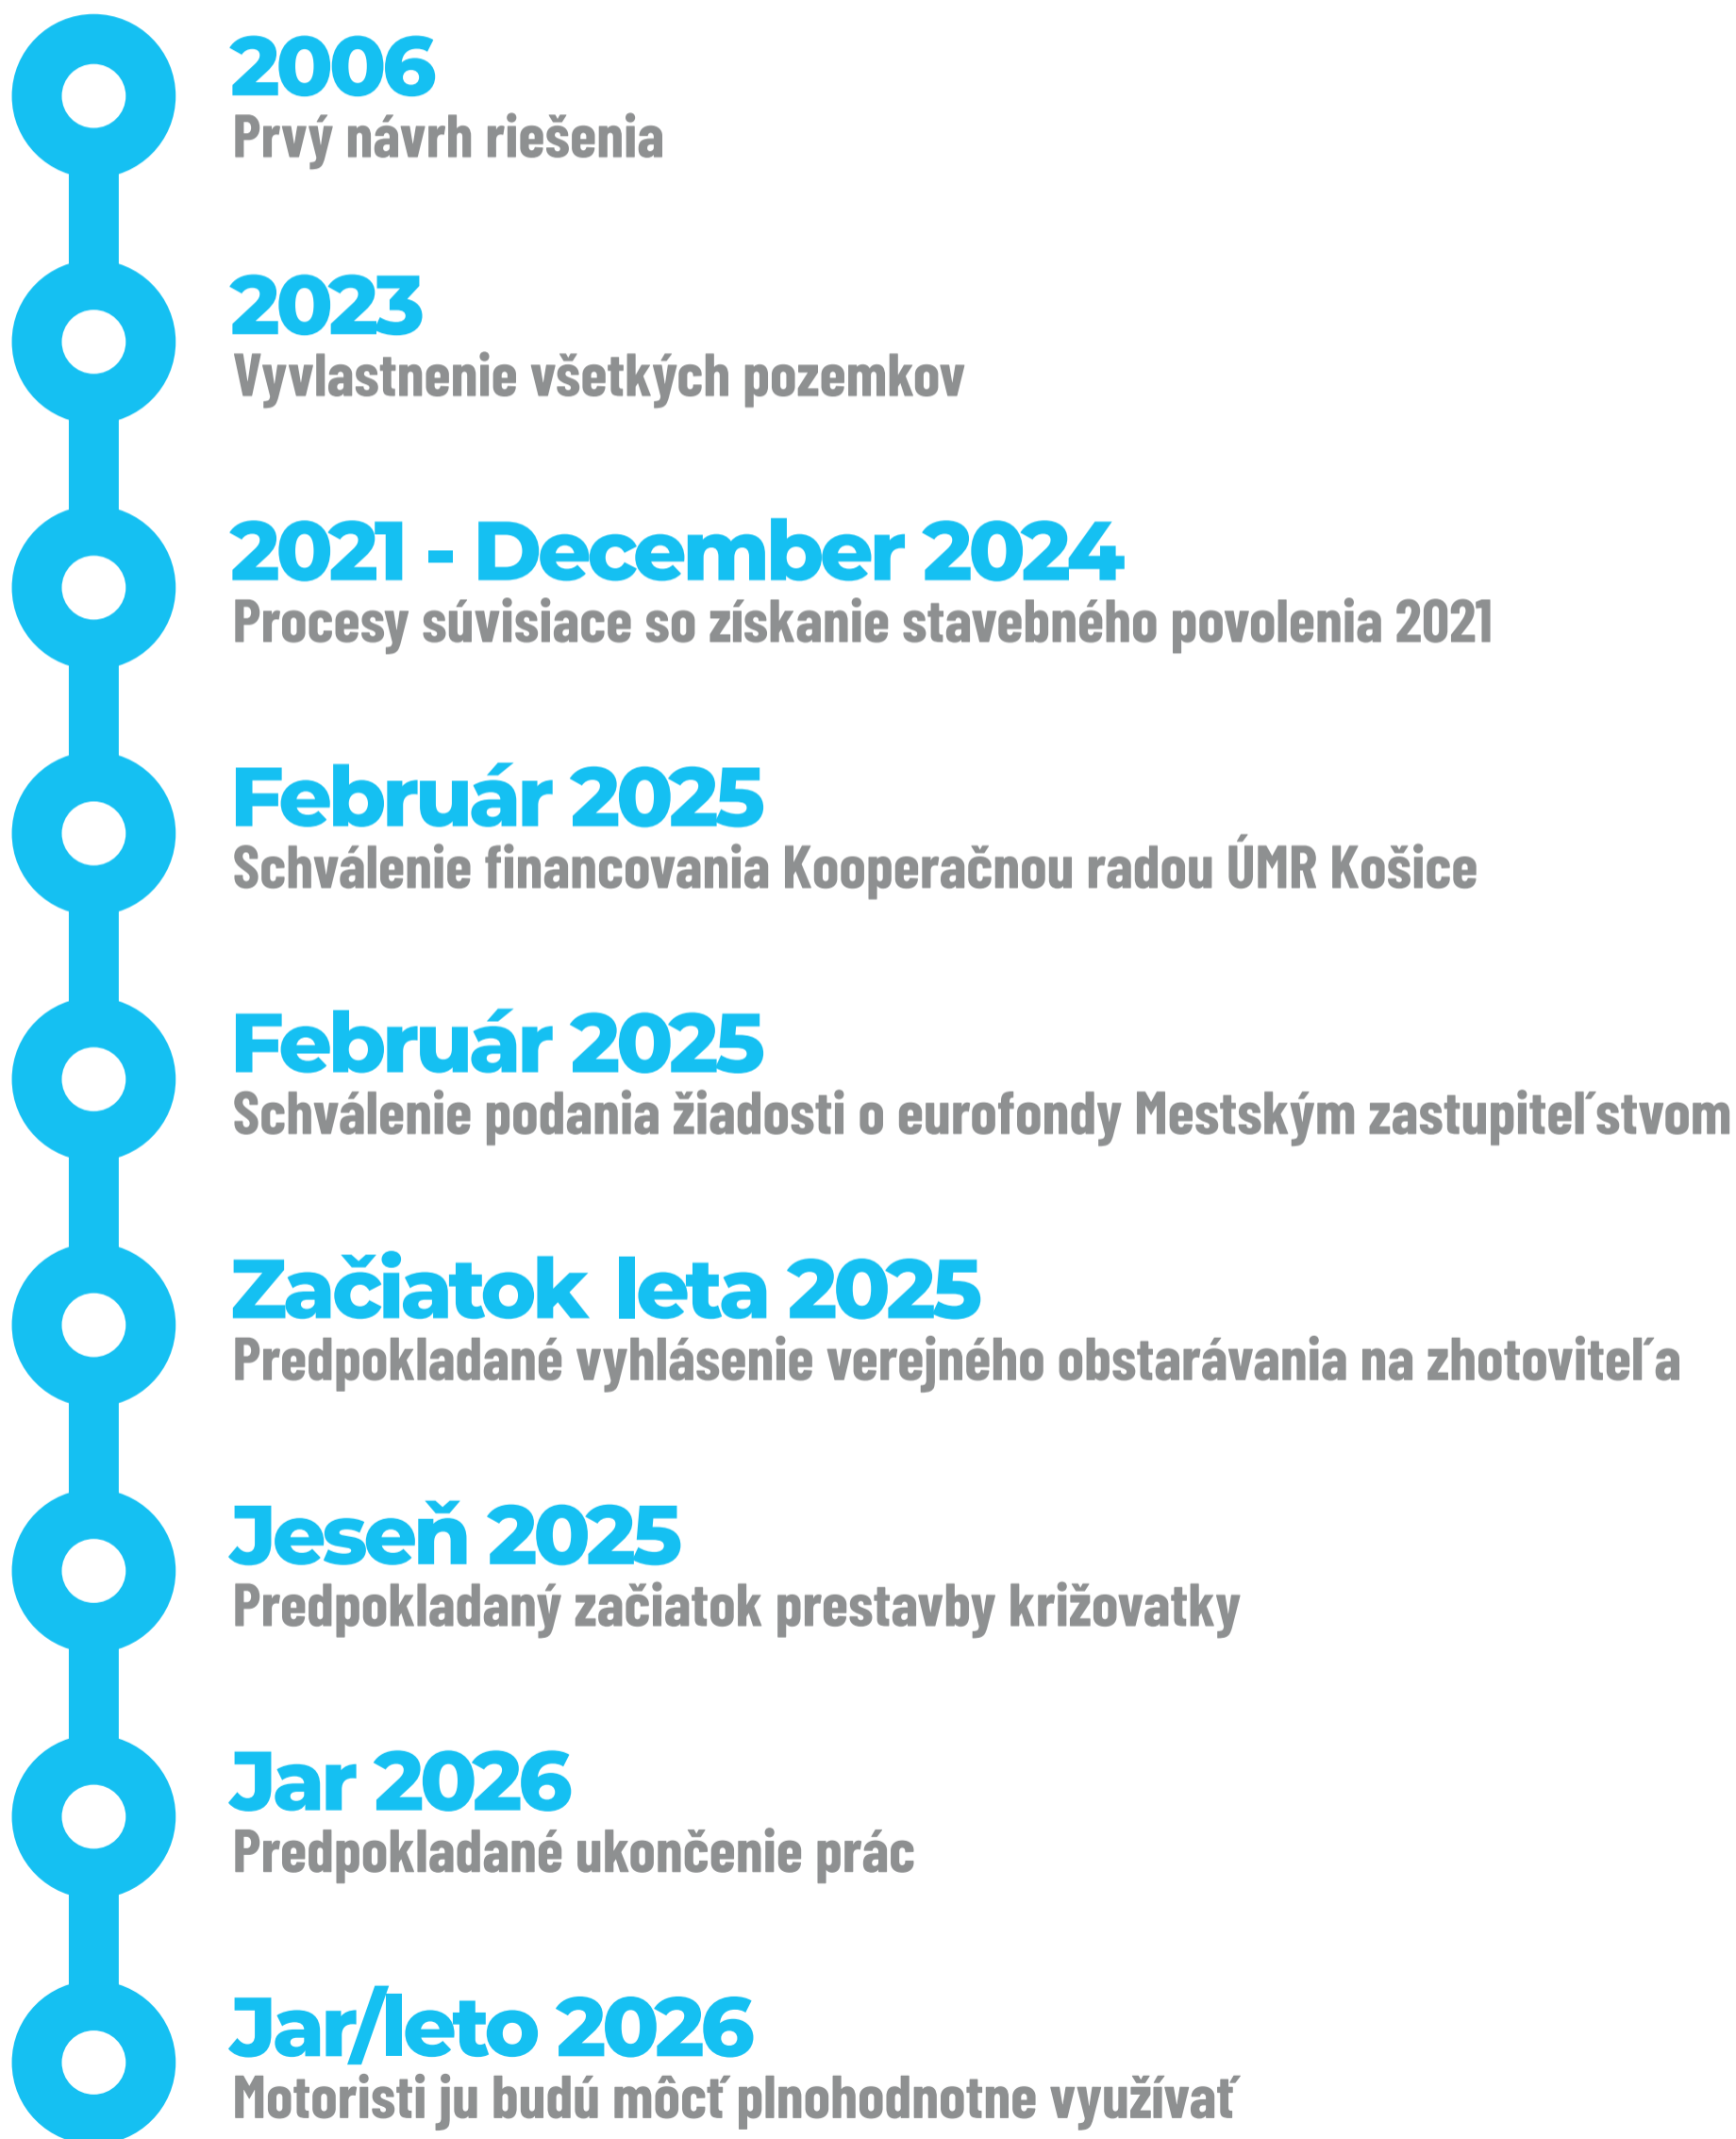 2006
Prvý návrh riešenia
2023
Vyvlastnenie všetkých pozemkov
2021 - December 2024
Procesy súvisiace so získanie stavebného povolenia 2021
Február 2025
Schválenie financovania Kooperačnou radou ÚMR Košice
Február 2025
Schválenie podania žiadosti o eurofondy Mestským zastupiteľstvom
Začiatok leta 2025
Predpokladané vyhlásenie verejného obstarávania na zhotoviteľa
Jeseň 2025
Predpokladaný začiatok prestavby križovatky
Jar 2026
Predpokladané ukončenie prác
Jar/leto 2026
Motoristi ju budú môcť plnohodnotne využívať